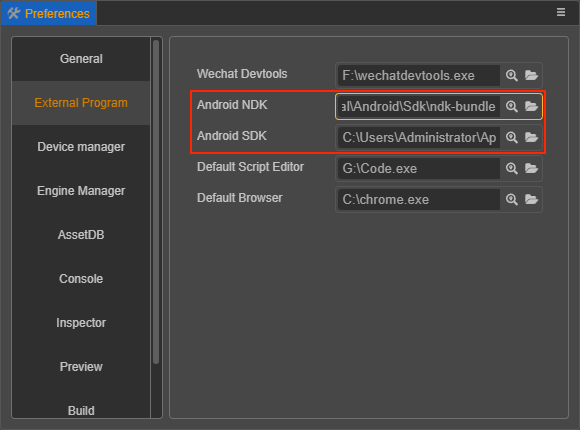 Preferences
General
External Program
Device manager
Engine Manager
AssetDB
Console
Inspector
Preview
Build
Wechat Devtools F:\wechatdevtools.exe
Android NDK al\Android\Sdk\ndk-bundle
Android SDK C:\Users\Administrator\Ap
Default Script Editor G:\Code.exe
Default Browser C:\chrome.exe